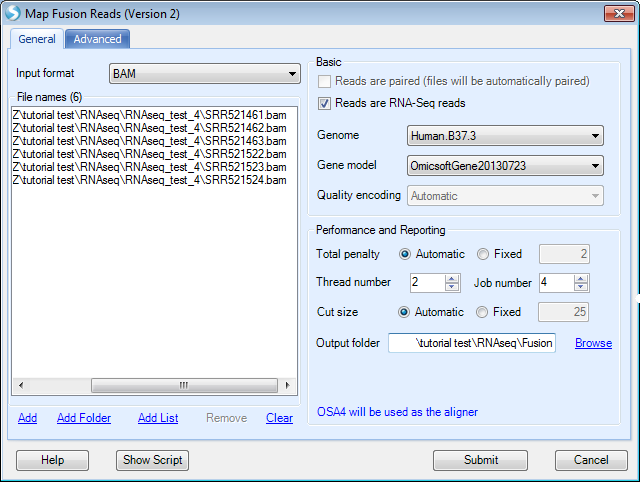 Map Fusion Reads (Version 2)
General Advanced
Input format BAM
File names (6)
Z\tutorial test\RNAseq\RNAseq_test_4\SRR521461.bam
Z\tutorial test\RNAseq\RNAseq_test_4\SRR521462.bam
Z\tutorial test\RNAseq\RNAseq_test_4\SRR521463.bam
Z\tutorial test\RNAseq\RNAseq_test_4\SRR521522.bam
Z\tutorial test\RNAseq\RNAseq_test_4\SRR521523.bam
Z\tutorial test\RNAseq\RNAseq_test_4\SRR521524.bam
Add Add Folder Add List Remove Clear
Basic
Reads are paired (files will be automatically paired)
Reads are RNA-Seq reads
Genome Human.B37.3
Gene model OmicsoftGene20130723
Quality encoding Automatic
Performance and Reporting
Total penalty Automatic Fixed 2
Thread number 2 Job number 4
Cut size Automatic Fixed 25
Output folder \tutorial test\RNAseq\Fusion Browse
OSA4 will be used as the aligner
Help Show Script Submit Cancel